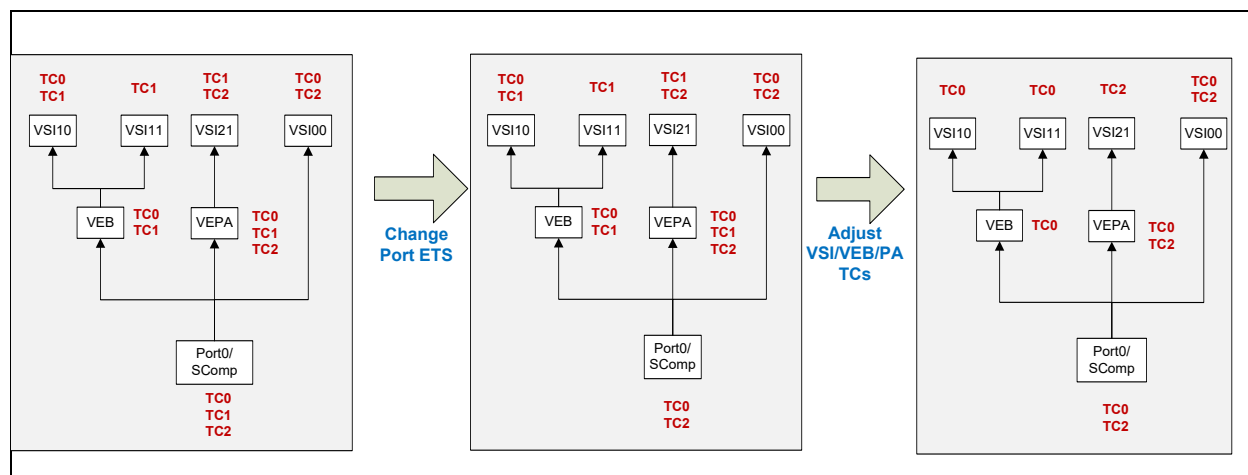 TC0
TC1
TC1
TC1
TC2
TC0
TC2
VSI10
VSI11
VSI21
VSI00
VEB
TC0
TC1
VEPA
TC0
TC1
TC2
Port0/
SComp
TC0
TC1
TC2
Change
Port ETS
TC0
TC1
TC1
TC1
TC2
TC0
TC2
VSI10
VSI11
VSI21
VSI00
VEB
TC0
TC1
VEPA
TC0
TC1
TC2
Port0/
SComp
TC0
TC2
Adjust
VSI/VEB/PA
TCs
TC0
TC0
TC2
TC0
TC2
VSI10
VSI11
VSI21
VSI00
VEB
TC0
VEPA
TC0
TC2
Port0/
SComp
TC0
TC2